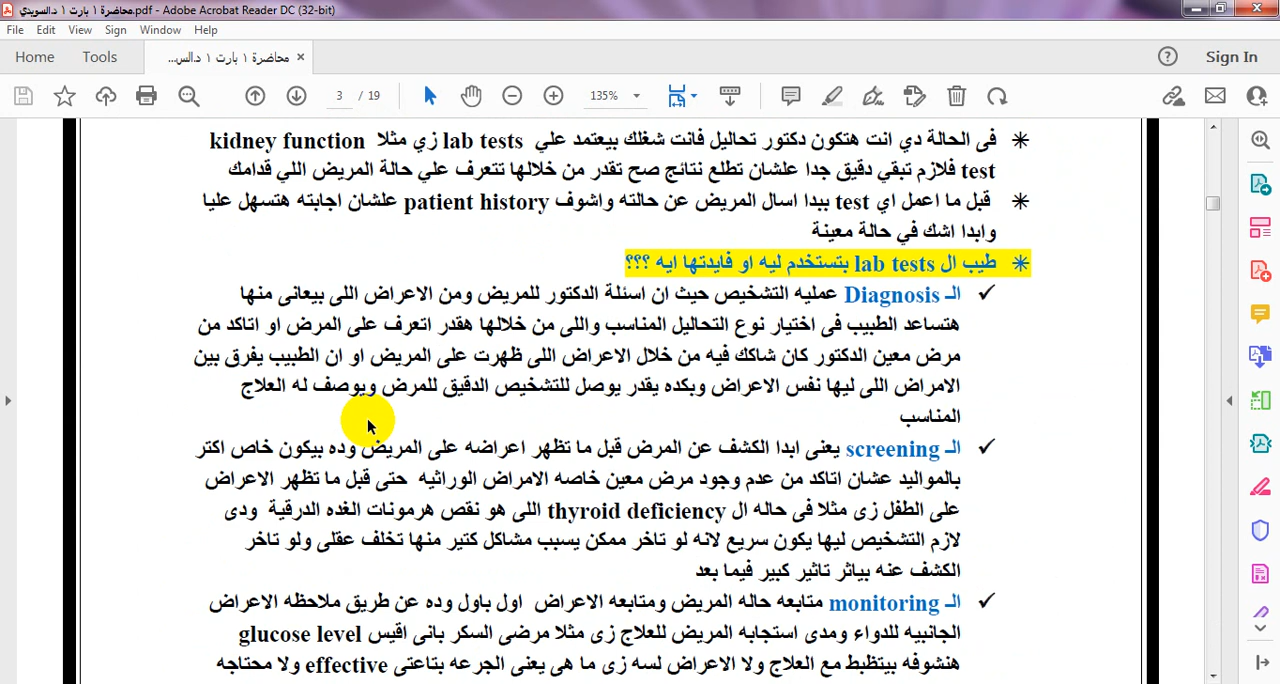 محاضرة ١ بارت ١ د.السويدي.pdf - Adobe Acrobat Reader DC (32-bit)
File Edit View Sign Window Help
Home Tools محاضرة ١ بارت ١ د.الس... × Sign In
3 / 19 135%
✳ فى الحالة دي انت هتكون دكتور تحاليل فانت شغلك بيعتمد علي lab tests زي مثلا kidney function
test فلازم تبقي دقيق جدا علشان تطلع نتائج صح تقدر من خلالها تتعرف علي حالة المريض اللي قدامك
✳ قبل ما اعمل اي test ببدا اسال المريض عن حالته واشوف patient history علشان اجابته هتسهل عليا
وابدا اشك في حالة معينة
✳ طيب ال lab tests بتستخدم ليه او فايدتها ايه ؟؟؟
✓ الـ Diagnosis عمليه التشخيص حيث ان اسئلة الدكتور للمريض ومن الاعراض اللى بيعانى منها
هتساعد الطبيب فى اختيار نوع التحاليل المناسب واللى من خلالها هقدر اتعرف على المرض او اتاكد من
مرض معين الدكتور كان شاكك فيه من خلال الاعراض اللى ظهرت على المريض او ان الطبيب يفرق بين
الامراض اللى ليها نفس الاعراض وبكده يقدر يوصل للتشخيص الدقيق للمرض ويوصف له العلاج
المناسب
✓ الـ screening يعنى ابدا الكشف عن المرض قبل ما تظهر اعراضه على المريض وده بيكون خاص اكتر
بالمواليد عشان اتاكد من عدم وجود مرض معين خاصه الامراض الوراثيه حتى قبل ما تظهر الاعراض
على الطفل زى مثلا فى حاله ال thyroid deficiency اللى هو نقص هرمونات الغده الدرقية ودى
لازم التشخيص ليها يكون سريع لانه لو تاخر ممكن يسبب مشاكل كتير منها تخلف عقلى ولو تاخر
الكشف عنه بياثر تاثير كبير فيما بعد
✓ الـ monitoring متابعه حاله المريض ومتابعه الاعراض اول باول وده عن طريق ملاحظه الاعراض
الجانبيه للدواء ومدى استجابه المريض للعلاج زى مثلا مرضى السكر بانى اقيس glucose level
هنشوفه بيتظبط مع العلاج ولا الاعراض لسه زى ما هى يعنى الجرعه بتاعتى effective ولا محتاجه